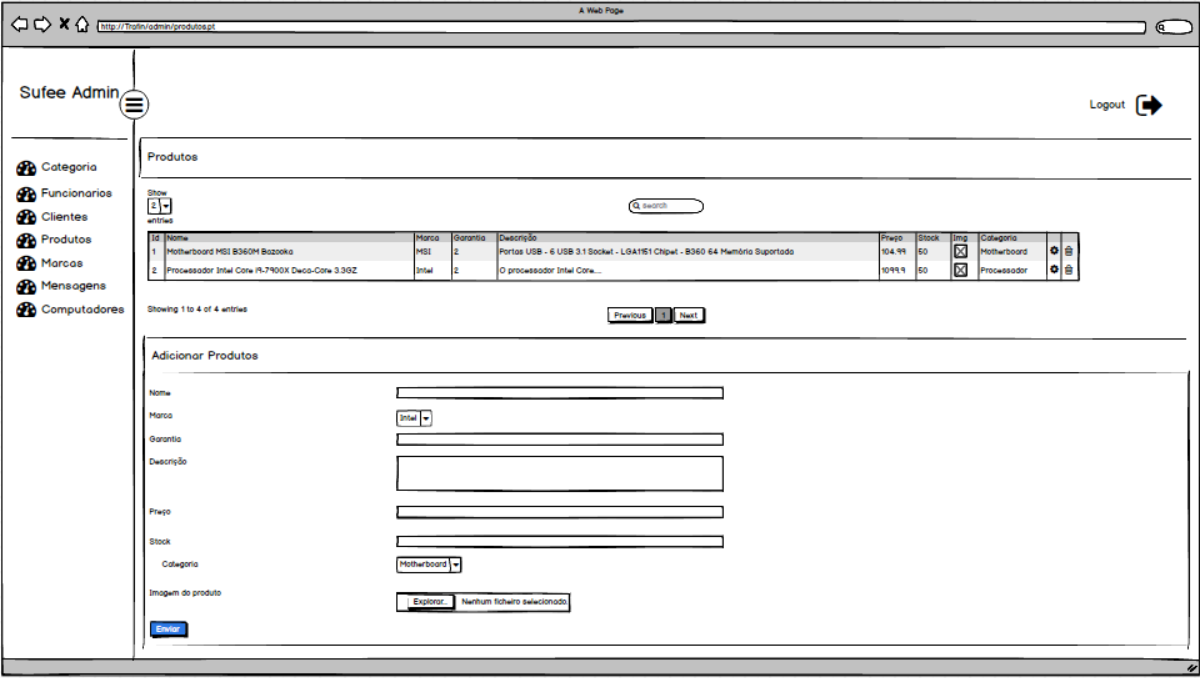 A Web Page
http://Trafin/admin/produtos.pt
Sufee Admin
Logout
Categoria
Funcionarios
Clientes
Produtos
Marcas
Mensagens
Computadores
Produtos
Show
2
entries
search
Id Nome Marca Garantia Descrição Preço Stock Img Categoria
1 Motherboard MSI B360M Bazooka MSI 2 Portas USB - 6 USB 3.1 Socket - LGA1151 Chipet - B360 64 Memória Suportada 104.99 50 Motherboard
2 Processador Intel Core i9-7900X Deca-Core 3.3GZ Intel 2 O processador Intel Core.... 1099.9 50 Processador
Showing 1 to 4 of 4 entries
Previous 1 Next
Adicionar Produtos
Nome
Marca Intel
Garantia
Descrição
Preço
Stock
Categoria Motherboard
Imagem do produto Explorar... Nenhum ficheiro selecionado.
Enviar